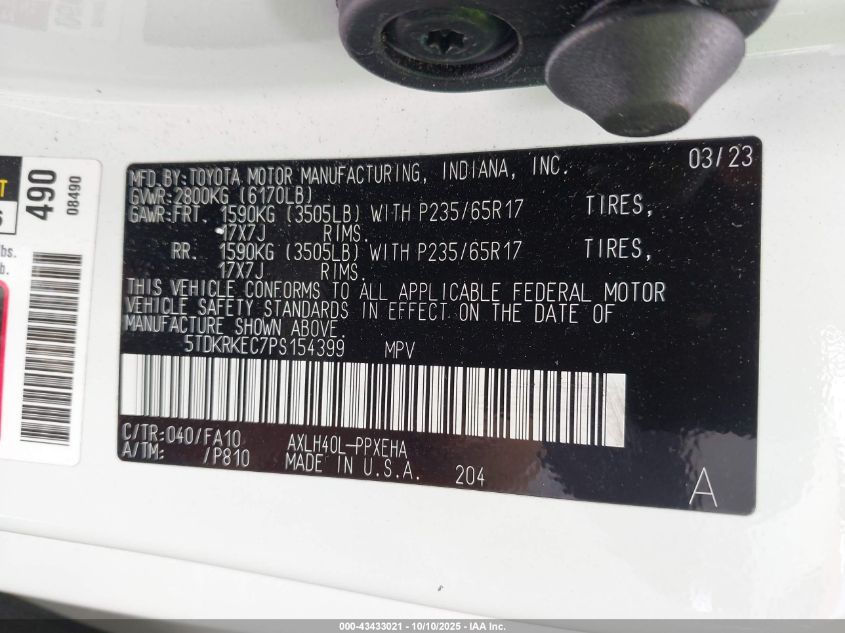 MFD.BY:TOYOTA MOTOR MANUFACTURING, INDIANA, INC. 03/23
GVWR:2800KG (6170LB)
GAWR:FRT. 1590KG (3505LB) WITH P235/65R17 TIRES,
17X7J RIMS.
RR. 1590KG (3505LB) WITH P235/65R17 TIRES,
17X7J RIMS.
THIS VEHICLE CONFORMS TO ALL APPLICABLE FEDERAL MOTOR
VEHICLE SAFETY STANDARDS IN EFFECT ON THE DATE OF
MANUFACTURE SHOWN ABOVE.
5TDKRKEC7PS154399 MPV
C/TR:040/FA10 AXLH40L-PPXEHA
A/TM: /P810 MADE IN U.S.A. 204
A
490
08490
lbs.
b.
000-43433021 - 10/10/2025 - IAA Inc.